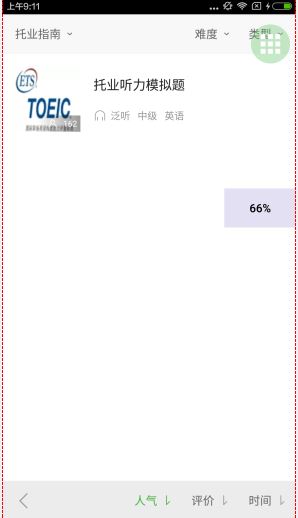 上午9:11
托业指南 难度 类型
ETS
TOEIC
162
托业听力模拟题
泛听 中级 英语
66%
人气 评价 时间